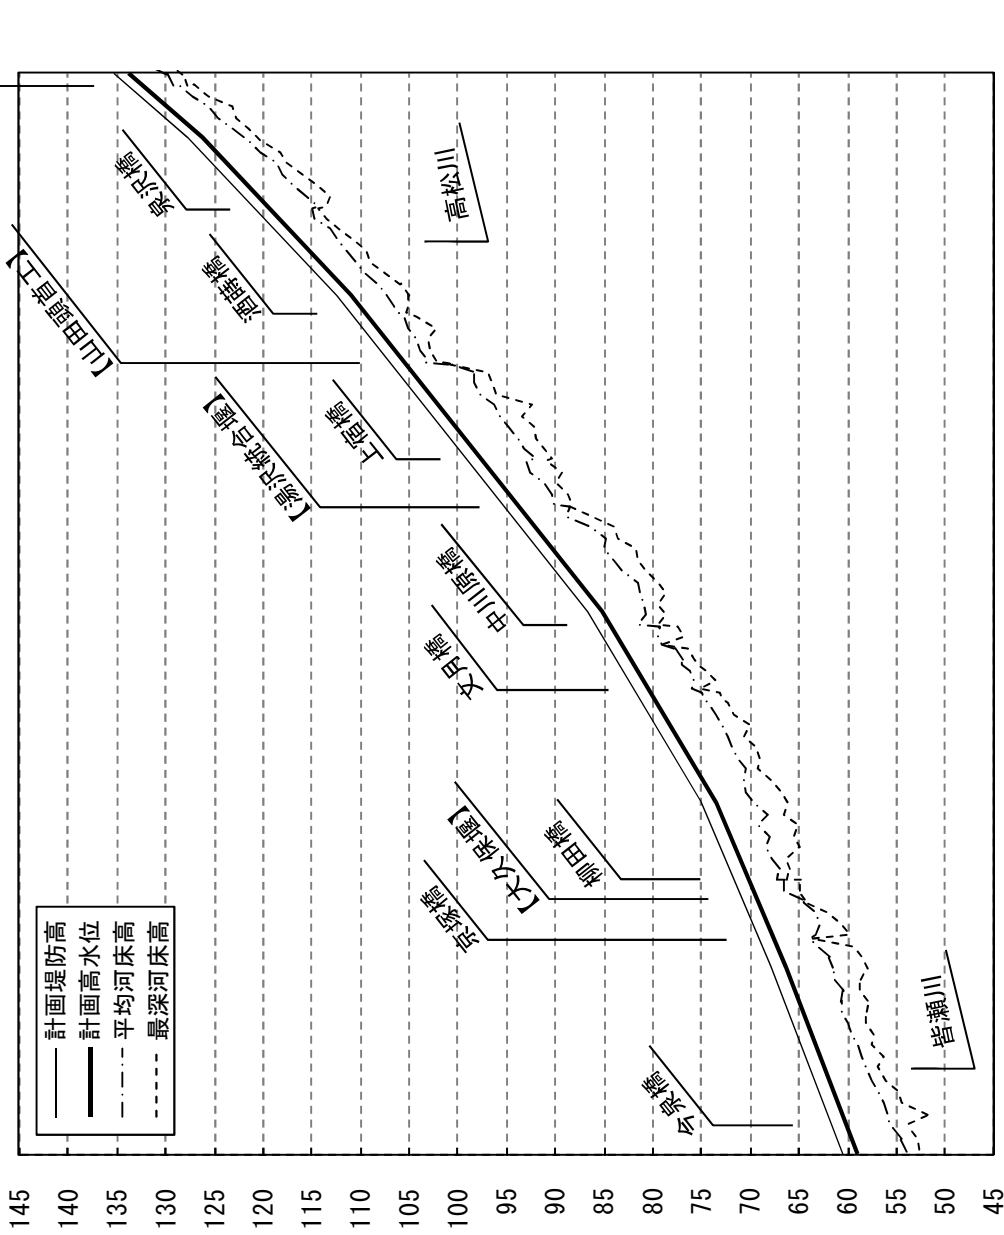 計画堤防高
計画高水位
平均河床高
最深河床高
今泉橋
皆瀬川
京塚橋
【大久保堰】
柳田橋
文月橋
中川原橋
【湯沢統合堰】
上宿橋
【山田頭首工】
酒蒔橋
泉沢橋
高松川
145
140
135
130
125
120
115
110
105
100
95
90
85
80
75
70
65
60
55
50
45